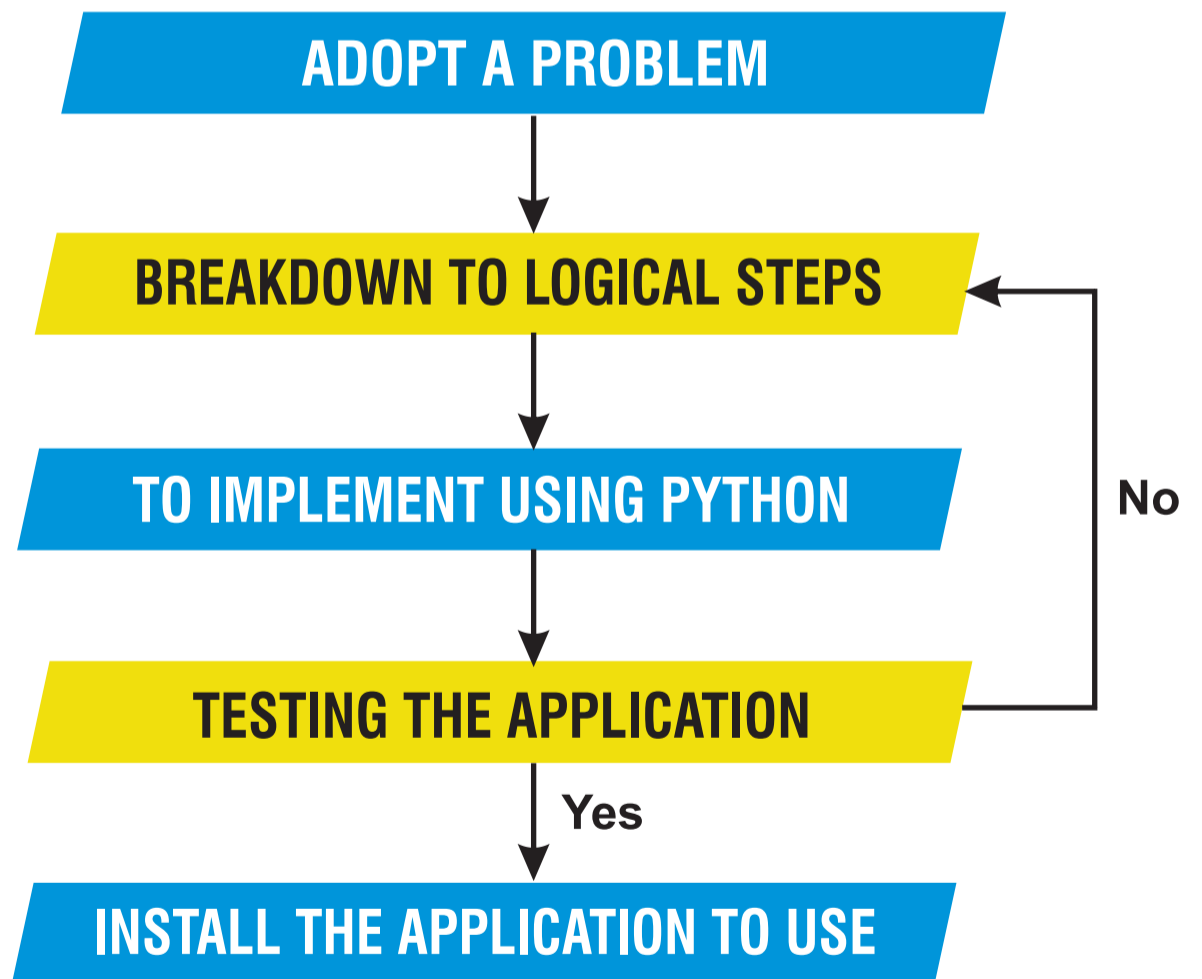 ADOPT A PROBLEM
BREAKDOWN TO LOGICAL STEPS
TO IMPLEMENT USING PYTHON
No
TESTING THE APPLICATION
Yes
INSTALL THE APPLICATION TO USE